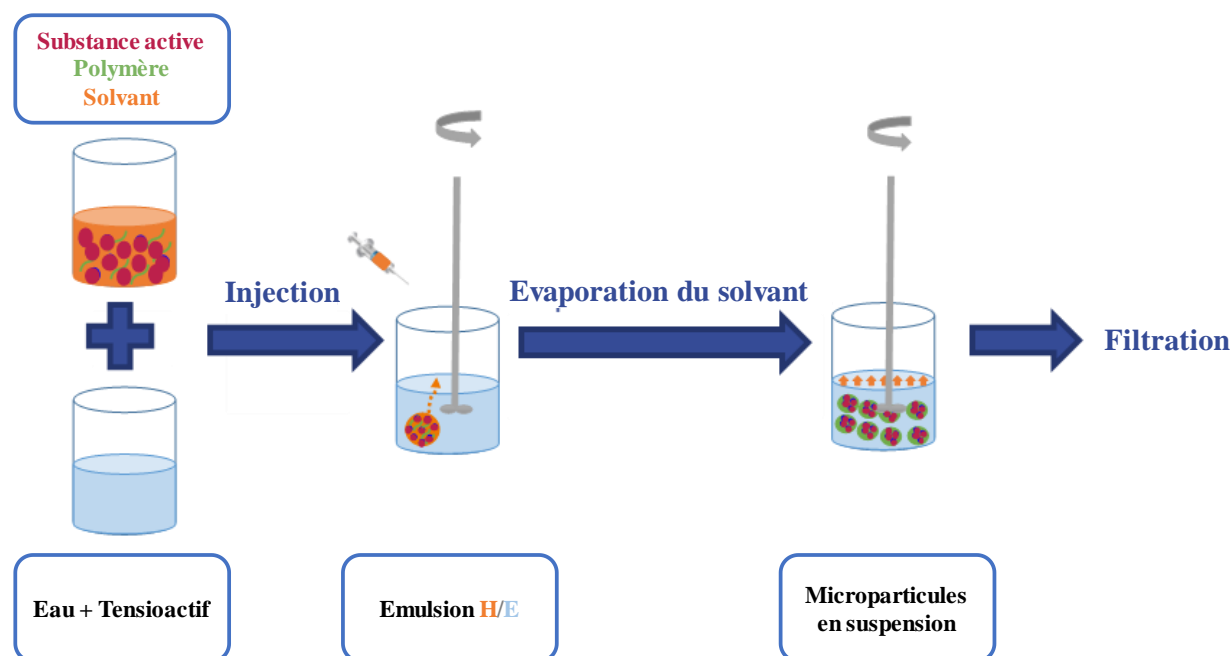 Substance active
Polymère
Solvant
Injection
Evaporation du solvant
Filtration
Eau + Tensioactif
Emulsion H/E
Microparticules
en suspension